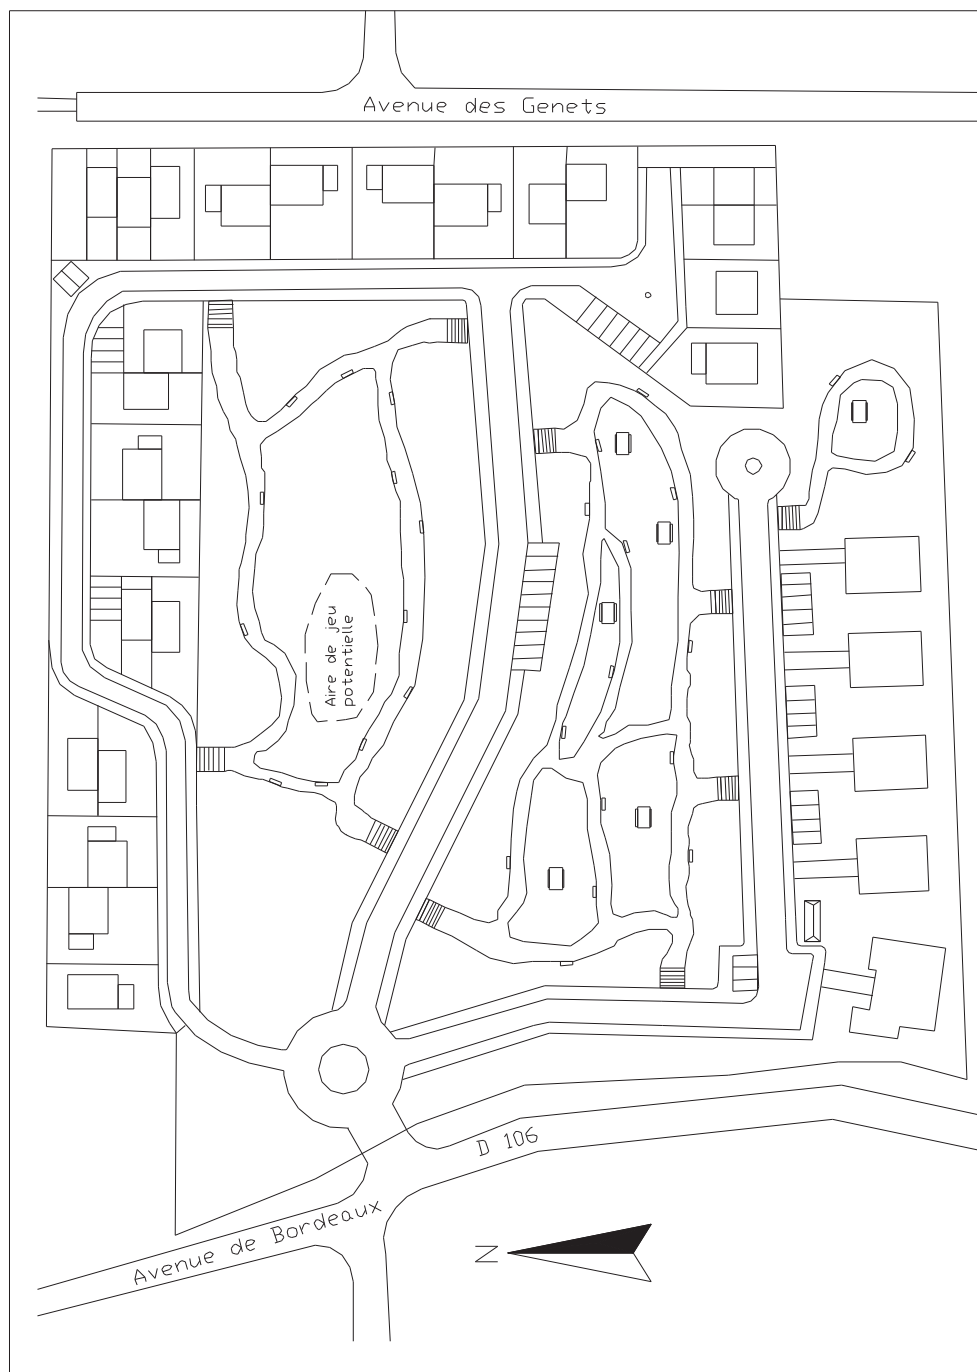 Avenue des Genets
Aire de jeu
potentielle
D 106
Avenue de Bordeaux
N